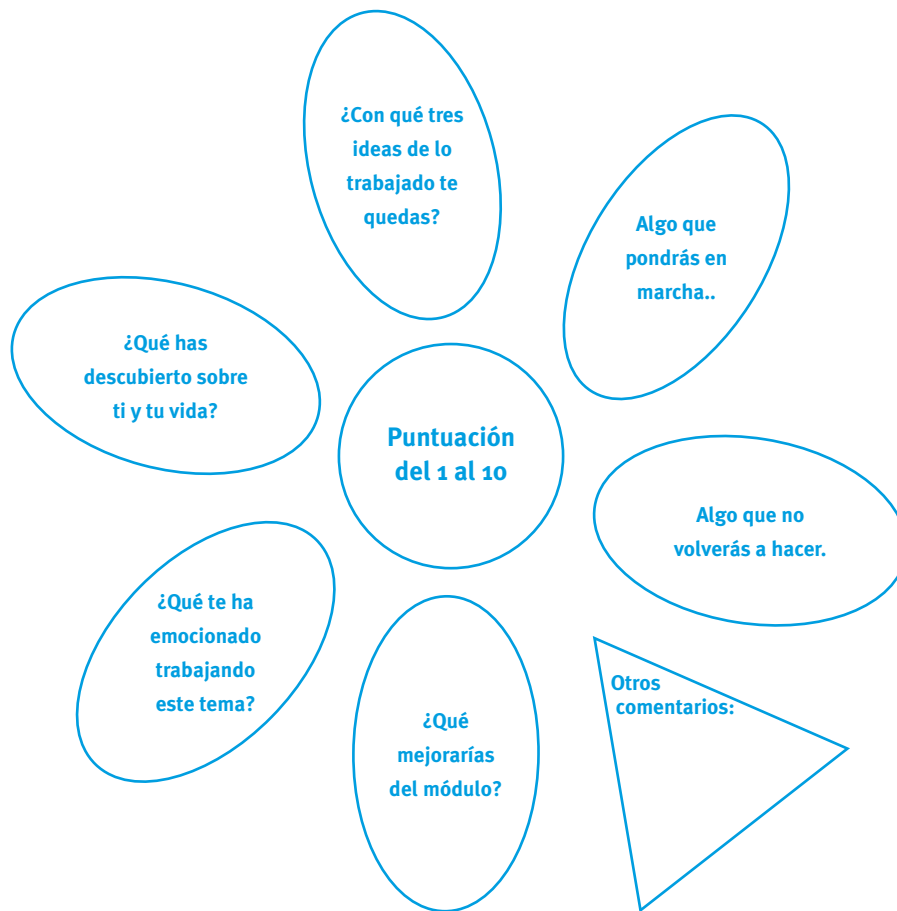 ¿Con qué tres
ideas de lo
trabajado te
quedas?
Algo que
pondrás en
marcha..
¿Qué has
descubierto sobre
ti y tu vida?
Puntuación
del 1 al 10
Algo que no
volverás a hacer.
¿Qué te ha
emocionado
trabajando
este tema?
¿Qué
mejorarías
del módulo?
Otros
comentarios: